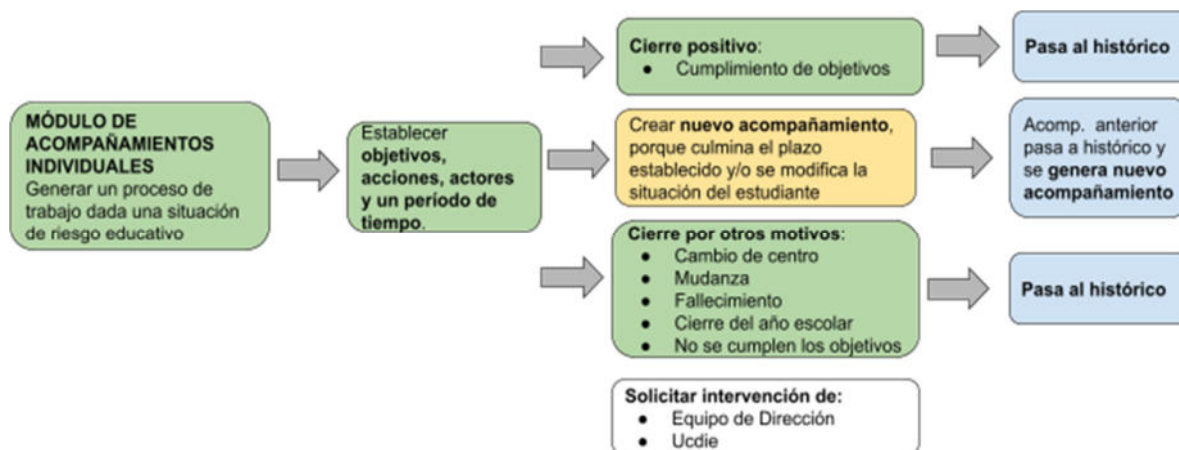 MÓDULO DE
ACOMPAÑAMIENTOS
INDIVIDUALES
Generar un proceso de
trabajo dada una situación
de riesgo educativo
Establecer
objetivos,
acciones, actores
y un período de
tiempo.
Cierre positivo:
● Cumplimiento de objetivos
Pasa al histórico
Crear nuevo acompañamiento,
porque culmina el plazo
establecido y/o se modifica la
situación del estudiante
Acomp. anterior
pasa a histórico y
se genera nuevo
acompañamiento
Cierre por otros motivos:
● Cambio de centro
● Mudanza
● Fallecimiento
● Cierre del año escolar
● No se cumplen los objetivos
Pasa al histórico
Solicitar intervención de:
● Equipo de Dirección
● Ucdie